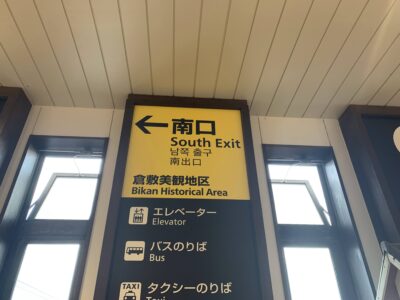 ←南口
South Exit
남쪽 출구
南出口
倉敷美観地区
Bikan Historical Area
エレベーター
Elevator
バスのりば
Bus
タクシーのりば
TAXI
Taxi